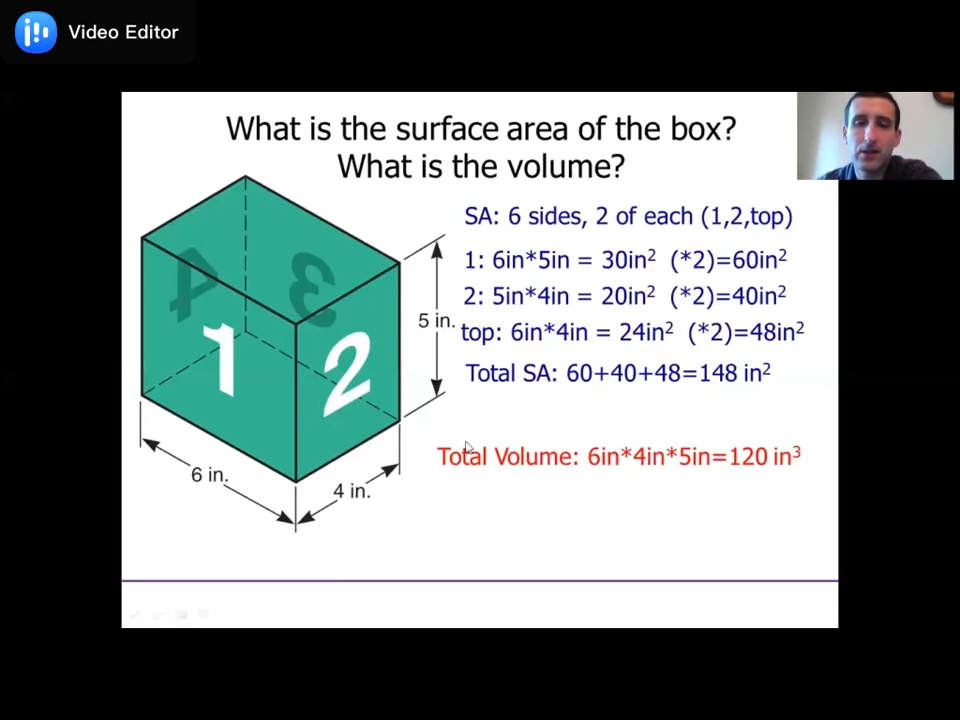 Video Editor
What is the surface area of the box?
What is the volume?
SA: 6 sides, 2 of each (1,2,top)
1: 6in*5in = 30in² (*2)=60in²
2: 5in*4in = 20in² (*2)=40in²
top: 6in*4in = 24in² (*2)=48in²
Total SA: 60+40+48=148 in²
Total Volume: 6in*4in*5in=120 in³
4
3
1
2
5 in.
6 in.
4 in.